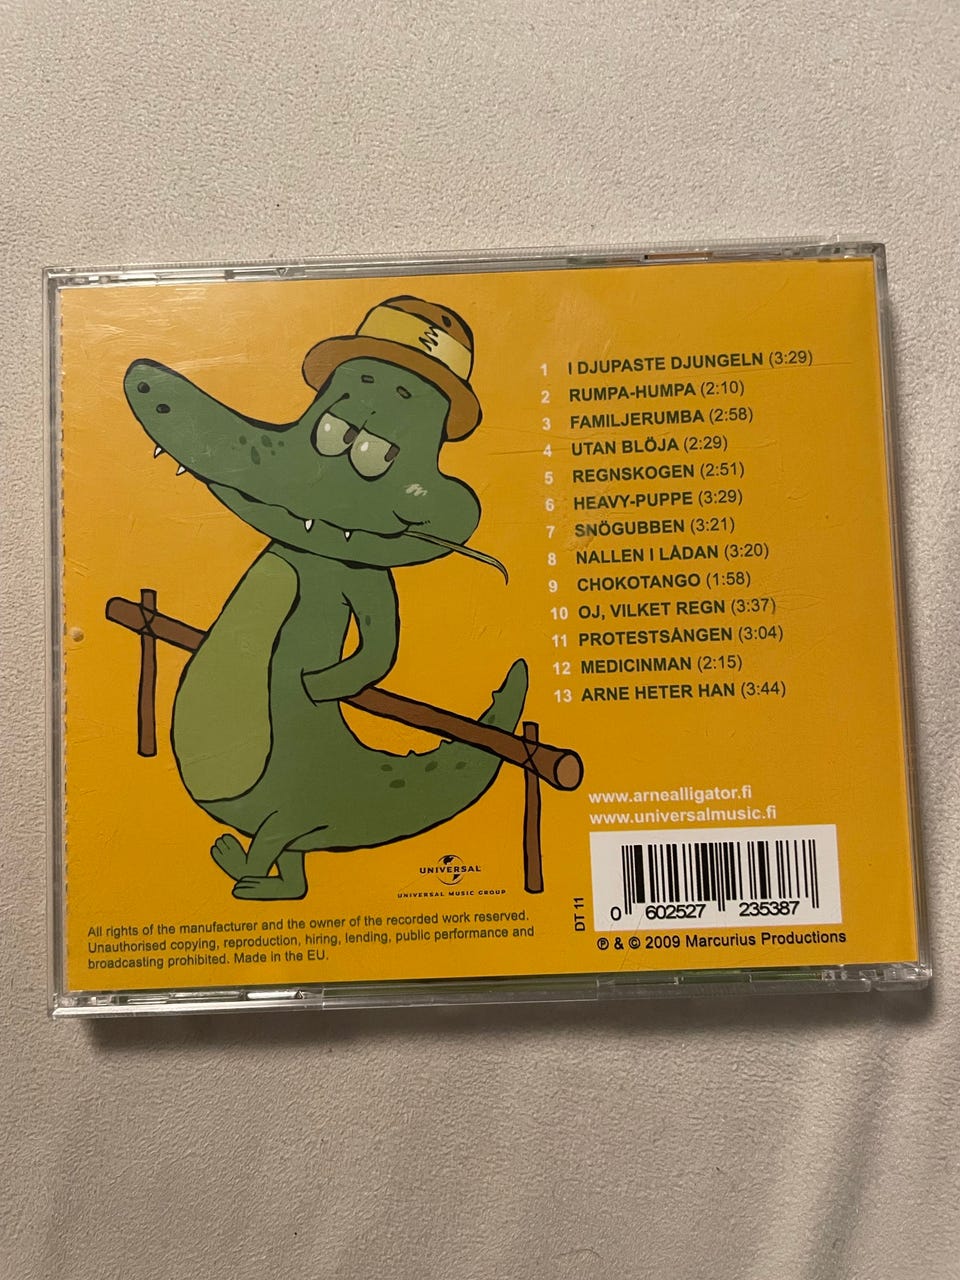 1 I DJUPASTE DJUNGELN (3:29)
2 RUMPA-HUMPA (2:10)
3 FAMILJERUMBA (2:58)
4 UTAN BLÖJA (2:29)
5 REGNSKOGEN (2:51)
6 HEAVY-PUPPE (3:29)
7 SNÖGUBBEN (3:21)
8 NALLEN I LÅDAN (3:20)
9 CHOKOTANGO (1:58)
10 OJ, VILKET REGN (3:37)
11 PROTESTSÅNGEN (3:04)
12 MEDICINMAN (2:15)
13 ARNE HETER HAN (3:44)
www.arnealligator.fi
www.universalmusic.fi
UNIVERSAL
UNIVERSAL MUSIC GROUP
DT 11
0 602527 235387
℗ & © 2009 Marcurius Productions
All rights of the manufacturer and the owner of the recorded work reserved.
Unauthorised copying, reproduction, hiring, lending, public performance and
broadcasting prohibited. Made in the EU.